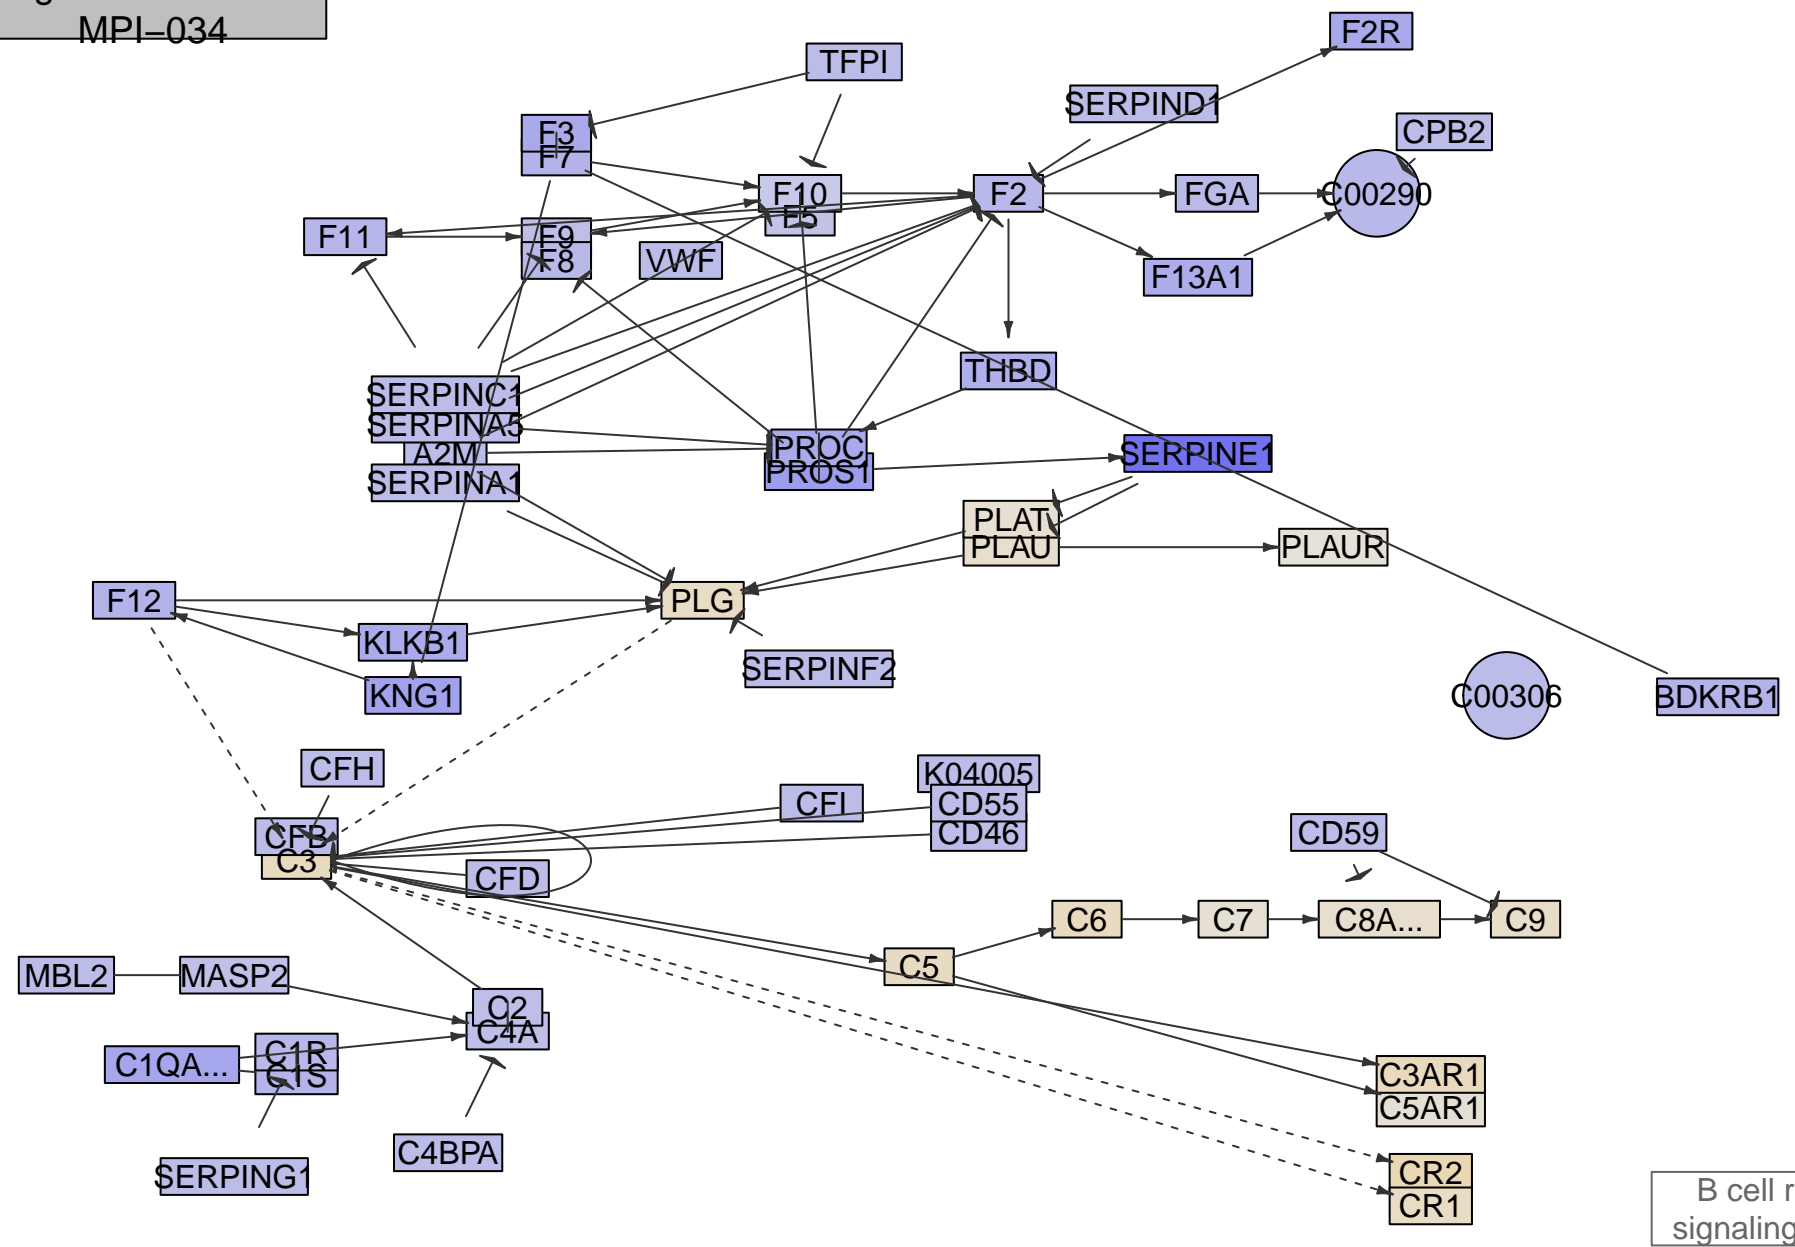 MPI–034
F2R
TFPI
SERPIND1
CPB2
F3
F7
F10
F5
F2
FGA
C00290
F11
F9
F8
VWF
F13A1
SERPINC1
SERPINA5
A2M
SERPINA1
THBD
PROC
PROS1
SERPINE1
PLAT
PLAU
PLAUR
F12
PLG
KLKB1
KNG1
SERPINF2
C00306
BDKRB1
CFH
K04005
CD55
CD46
CFI
CFB
C3
CFD
CD59
C6
C7
C8A...
C9
C5
MBL2
MASP2
C2
C4A
C1QA...
C1R
C1S
C3AR1
C5AR1
C4BPA
SERPING1
CR2
CR1
B cell r
signaling